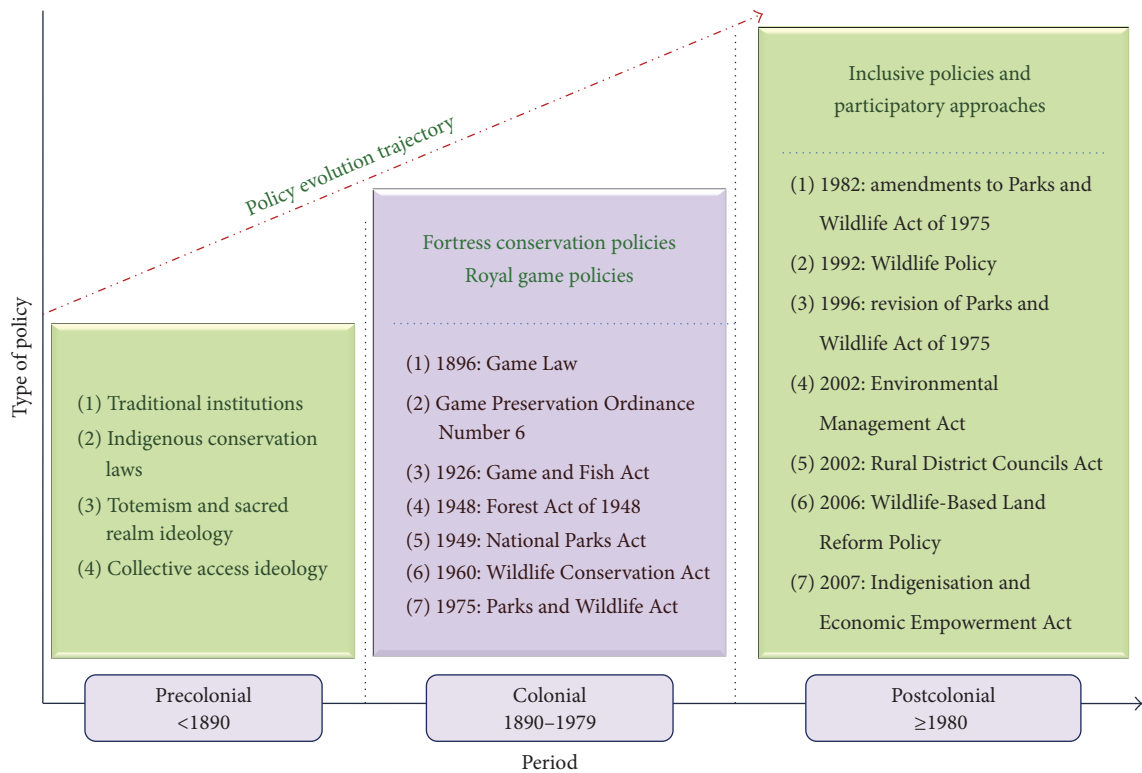 Type of policy
Policy evolution trajectory
(1) Traditional institutions
(2) Indigenous conservation
laws
(3) Totemism and sacred
realm ideology
(4) Collective access ideology
Fortress conservation policies
Royal game policies
(1) 1896: Game Law
(2) Game Preservation Ordinance
Number 6
(3) 1926: Game and Fish Act
(4) 1948: Forest Act of 1948
(5) 1949: National Parks Act
(6) 1960: Wildlife Conservation Act
(7) 1975: Parks and Wildlife Act
Inclusive policies and
participatory approaches
(1) 1982: amendments to Parks and
Wildlife Act of 1975
(2) 1992: Wildlife Policy
(3) 1996: revision of Parks and
Wildlife Act of 1975
(4) 2002: Environmental
Management Act
(5) 2002: Rural District Councils Act
(6) 2006: Wildlife-Based Land
Reform Policy
(7) 2007: Indigenisation and
Economic Empowerment Act
Precolonial
<1890
Colonial
1890–1979
Postcolonial
≥1980
Period